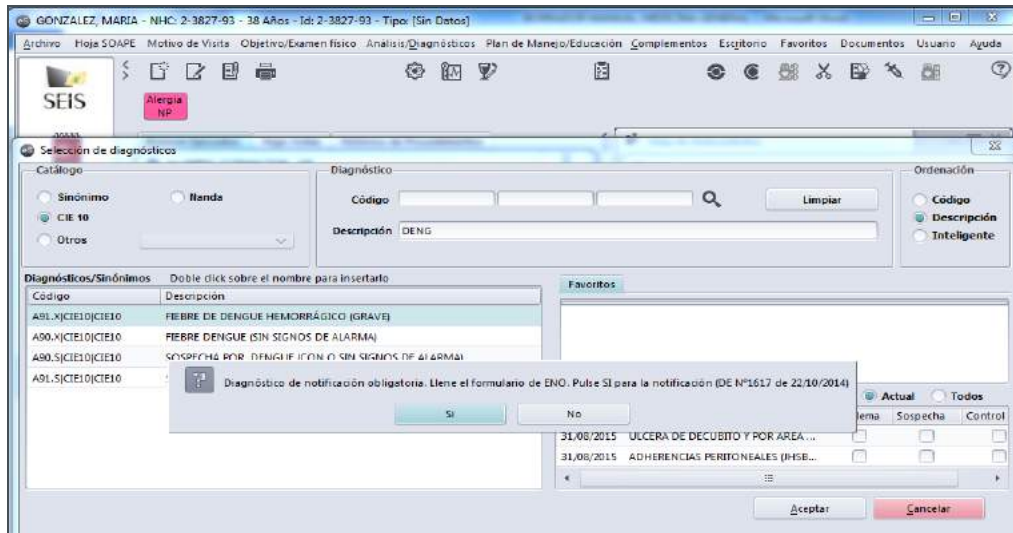 GONZALEZ, MARIA - NHC: 2-3827-93 - 38 Años - Id: 2-3827-93 - Tipo: [Sin Datos]
Archivo Hoja SOAPE Motivo de Visita Objetivo/Examen físico Análisis/Diagnósticos Plan de Manejo/Educación Complementos Escritorio Favoritos Documentos Usuario Ayuda
SEIS
Alergia
NP
Selección de diagnósticos
Catálogo Diagnóstico Ordenación
Sinónimo Nanda Código Limpiar Código
CIE 10 Descripción
Otros Descripción DENG Inteligente
Diagnósticos/Sinónimos Doble click sobre el nombre para insertarlo Favoritos
Código Descripción
A91.X|CIE10|CIE10 FIEBRE DE DENGUE HEMORRÁGICO (GRAVE)
A90.X|CIE10|CIE10 FIEBRE DENGUE (SIN SIGNOS DE ALARMA)
A90.S|CIE10|CIE10 SOSPECHA POR DENGUE (CON O SIN SIGNOS DE ALARMA)
A91.S|CIE10|CIE10
Diagnóstico de notificación obligatoria. Llene el formulario de ENO. Pulse SI para la notificación (DE Nº1617 de 22/10/2014)
Actual Todos
Si No
lema Sospecha Control
31/08/2015 ULCERA DE DECUBITO Y POR AREA ...
31/08/2015 ADHERENCIAS PERITONEALES (IHSB...
Aceptar Cancelar